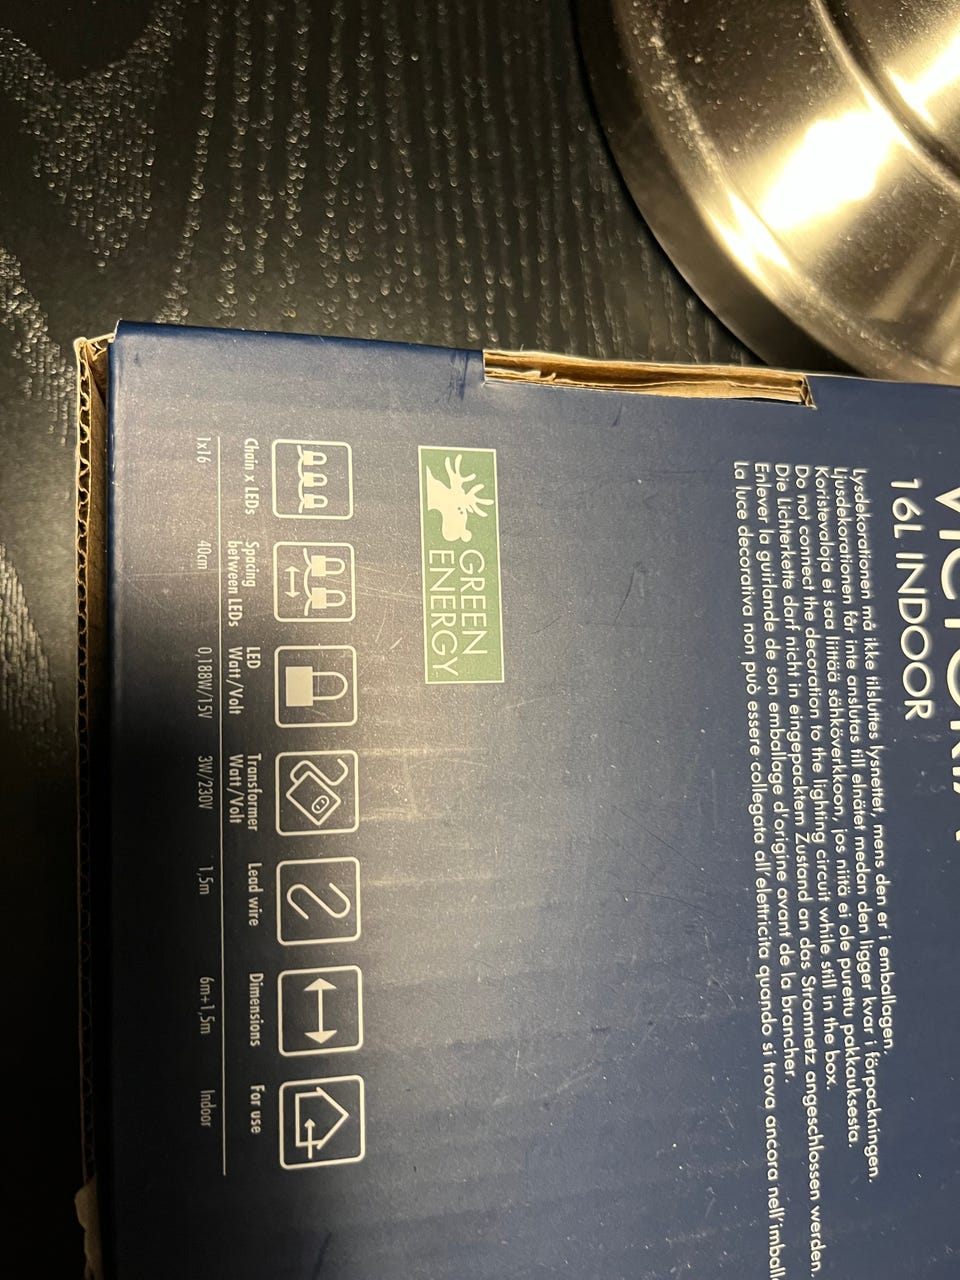 16L INDOOR
Lysdekorationen må ikke tilsluttes lysnettet, mens den er i emballagen.
Ljusdekorationen får inte anslutas till elnätet medan den ligger kvar i förpackningen.
Koristevaloja ei saa liittää sähköverkkoon, jos niitä ei ole purettu pakkauksesta.
Do not connect the decoration to the lighting circuit while still in the box.
Die Lichterkette darf nicht in eingepacktem Zustand an das Stromnetz angeschlossen werden.
Enlever la guirlande de son emballage d'origine avant de la brancher.
La luce decorativa non può essere collegata all'elettricita quando si trova ancora
GREEN
ENERGY
Chain x LEDs Spacing between LEDs LED Watt/Volt Transformer Watt/Volt Lead wire Dimensions For use
1x16 40cm 0,188W/15V 3W/230V 1,5m 6m+1,5m Indoor